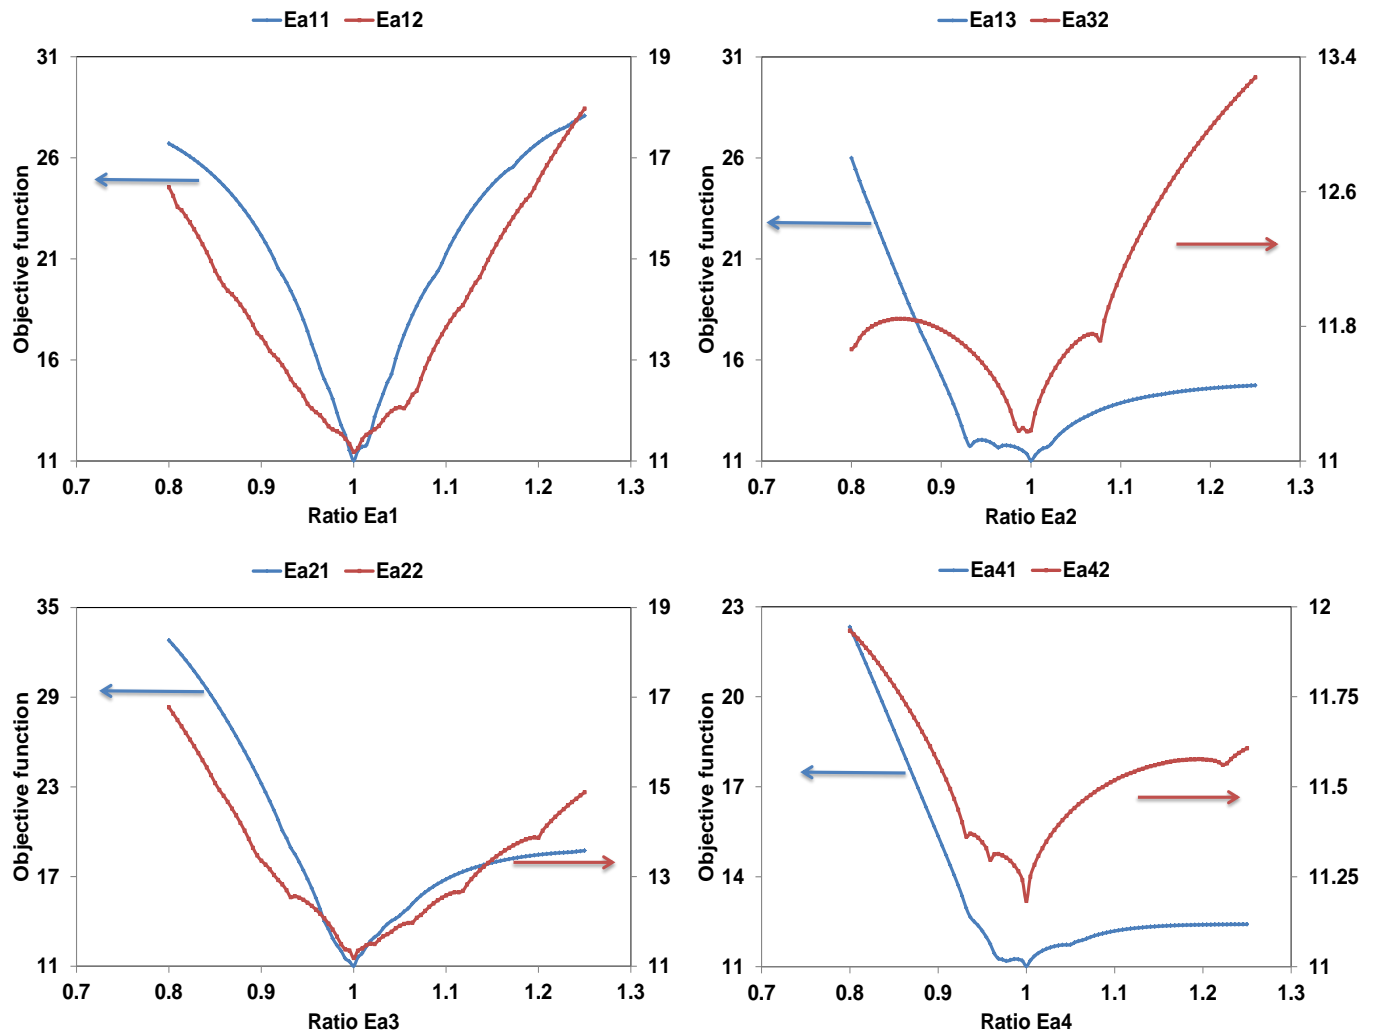 Ea11 Ea12
31 19
26 17
21 15
16 13
11 11
0.7 0.8 0.9 1 1.1 1.2 1.3
Objective function
Ratio Ea1
Ea13 Ea32
31 13.4
26 12.6
21
16 11.8
11 11
0.7 0.8 0.9 1 1.1 1.2 1.3
Objective function
Ratio Ea2
Ea21 Ea22
35 19
29 17
23 15
17 13
11 11
0.7 0.8 0.9 1 1.1 1.2 1.3
Objective function
Ratio Ea3
Ea41 Ea42
23 12
20 11.75
17 11.5
14 11.25
11 11
0.7 0.8 0.9 1 1.1 1.2 1.3
Objective function
Ratio Ea4